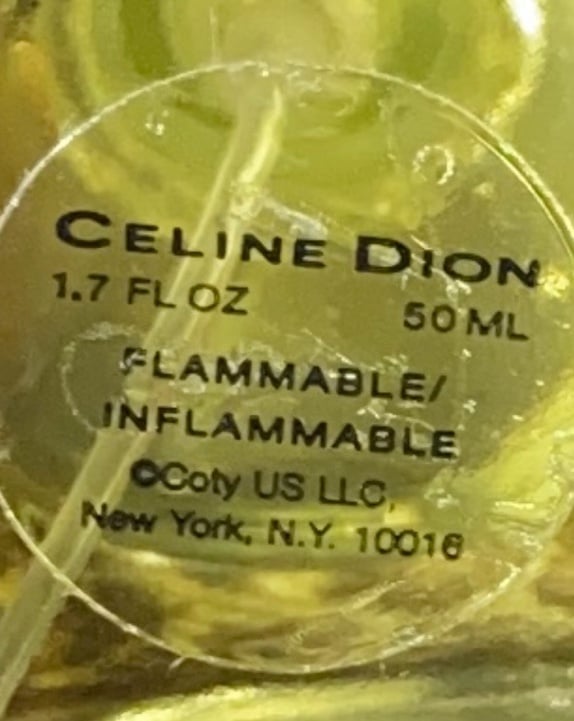 CELINE DION
1.7 FL OZ 50 ML
FLAMMABLE/
INFLAMMABLE
©Coty US LLC,
New York, N.Y. 10016